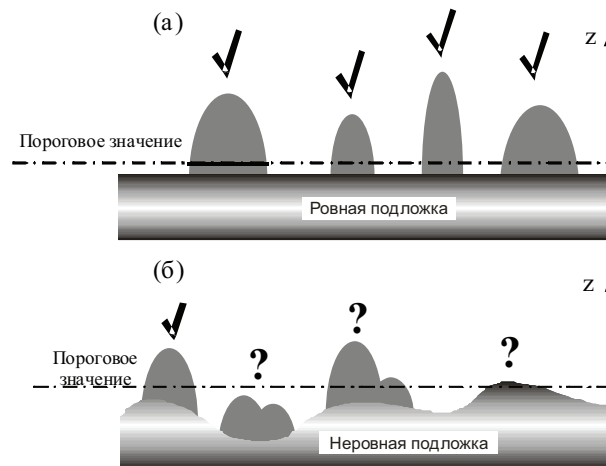 (а)
z
Пороговое значение
Ровная подложка
(б)
z
?
?
?
Пороговое
значение
Неровная подложка